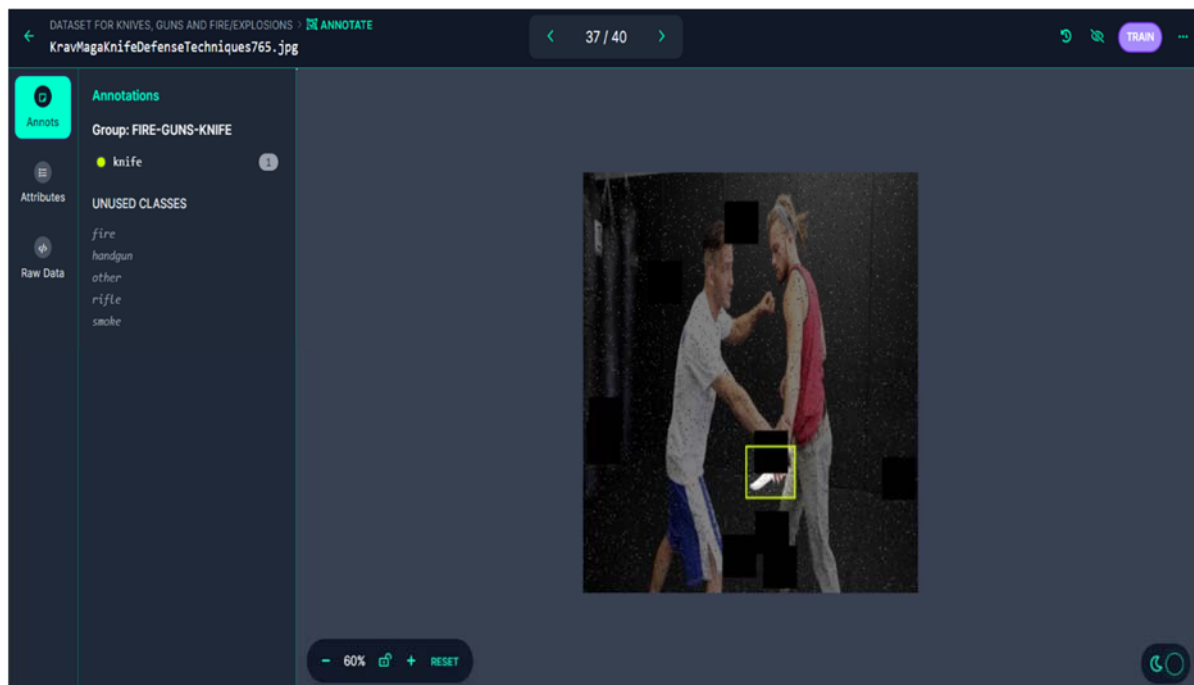 DATASET FOR KNIVES, GUNS AND FIRE/EXPLOSIONS > ANNOTATE
KravMagaKnifeDefenseTechniques765.jpg
37 / 40
TRAIN
Annots
Attributes
Raw Data
Annotations
Group: FIRE-GUNS-KNIFE
knife 1
UNUSED CLASSES
fire
handgun
other
rifle
smoke
60%
RESET